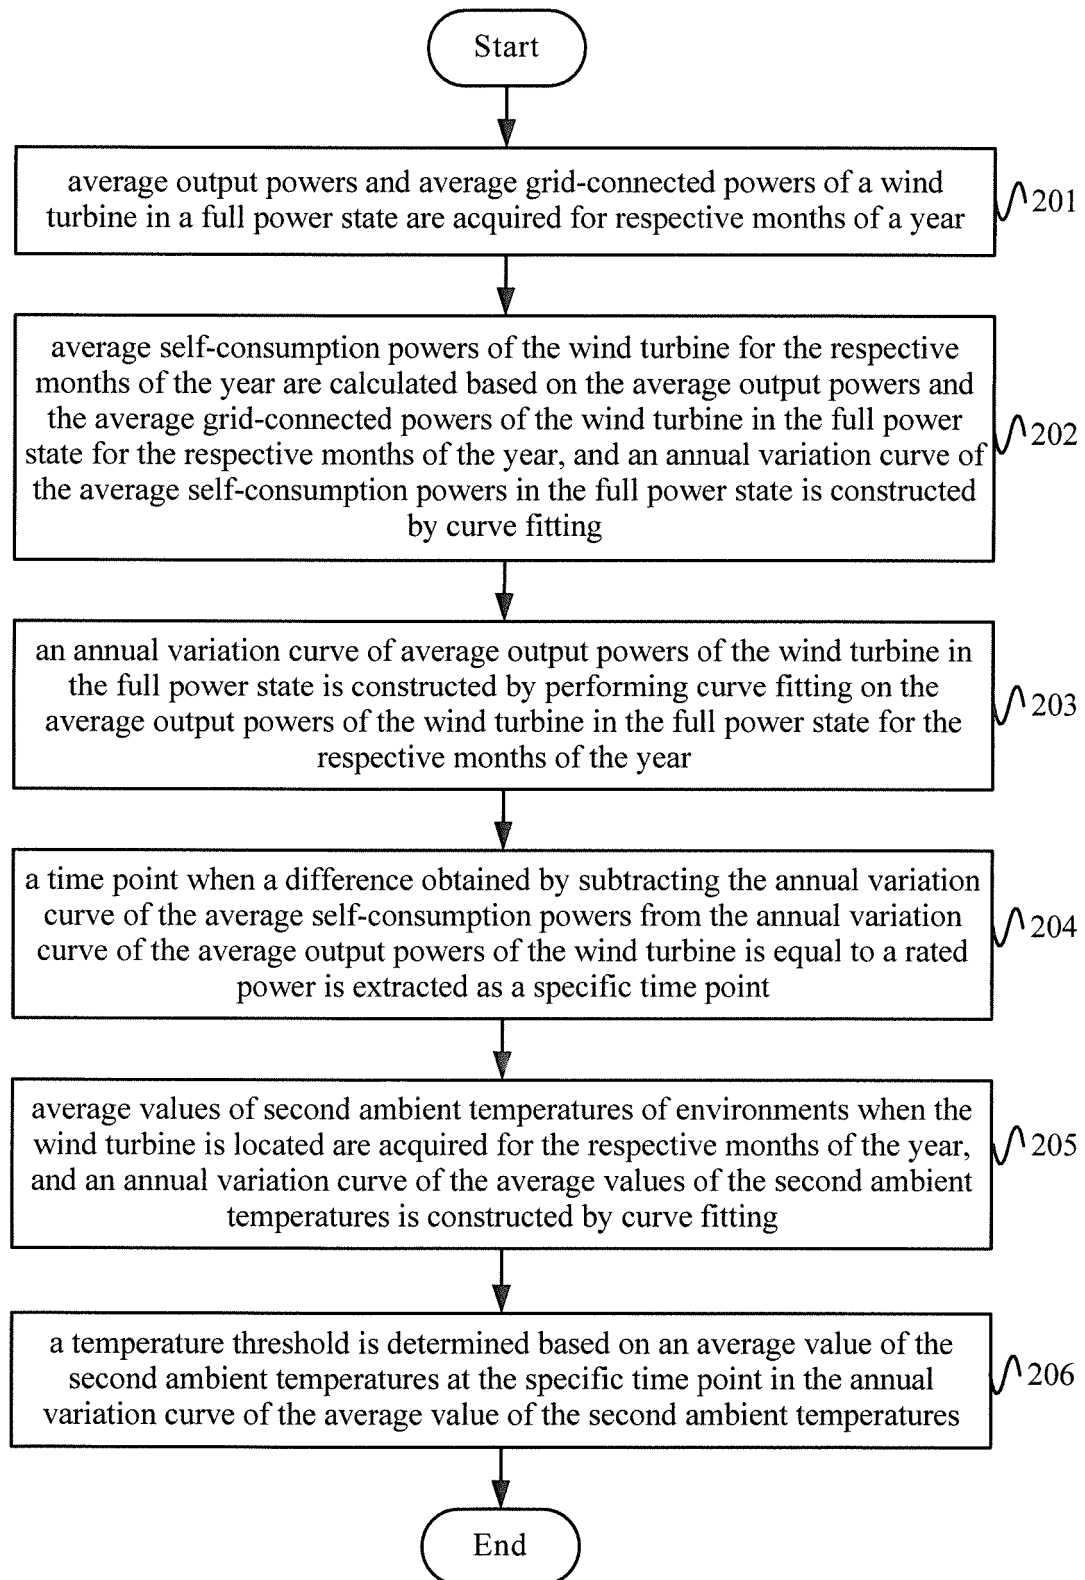 Start
average output powers and average grid-connected powers of a wind
turbine in a full power state are acquired for respective months of a year
201
average self-consumption powers of the wind turbine for the respective
months of the year are calculated based on the average output powers and
the average grid-connected powers of the wind turbine in the full power
state for the respective months of the year, and an annual variation curve of
the average self-consumption powers in the full power state is constructed
by curve fitting
202
an annual variation curve of average output powers of the wind turbine in
the full power state is constructed by performing curve fitting on the
average output powers of the wind turbine in the full power state for the
respective months of the year
203
a time point when a difference obtained by subtracting the annual variation
curve of the average self-consumption powers from the annual variation
curve of the average output powers of the wind turbine is equal to a rated
power is extracted as a specific time point
204
average values of second ambient temperatures of environments when the
wind turbine is located are acquired for the respective months of the year,
and an annual variation curve of the average values of the second ambient
temperatures is constructed by curve fitting
205
a temperature threshold is determined based on an average value of the
second ambient temperatures at the specific time point in the annual
variation curve of the average value of the second ambient temperatures
206
End